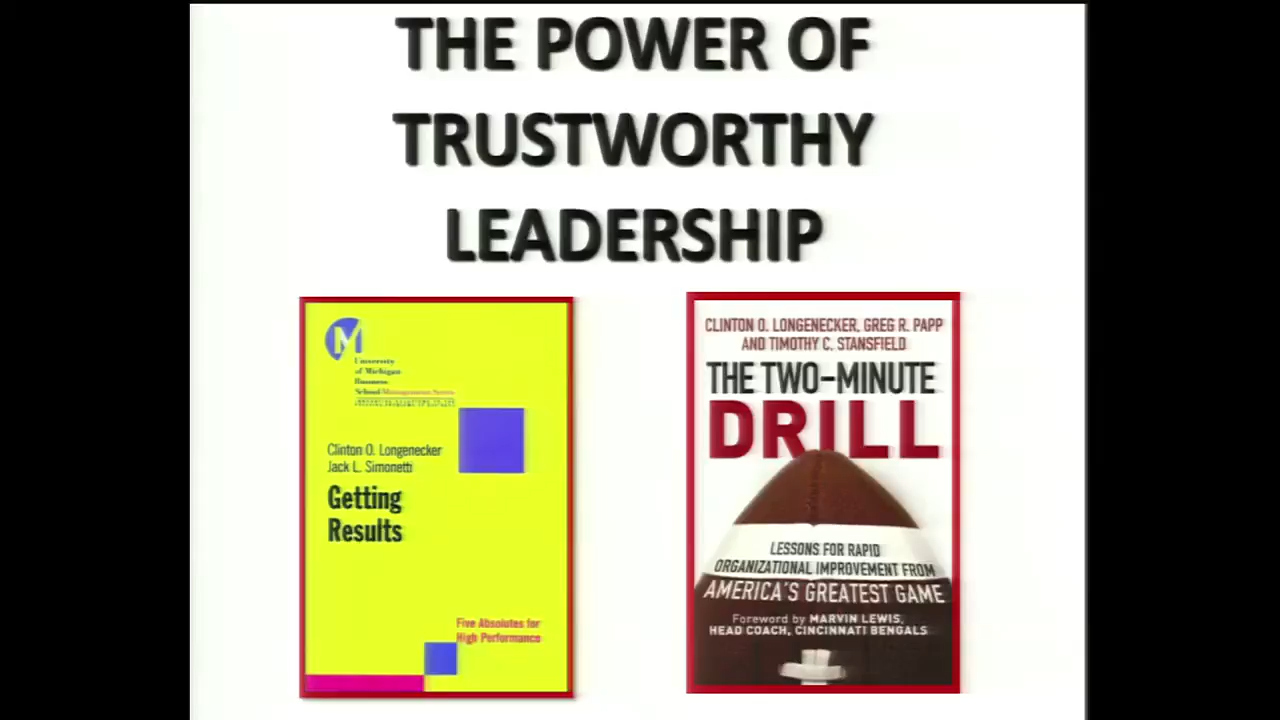 THE POWER OF
TRUSTWORTHY
LEADERSHIP
M
University
of Michigan
Business
School Management Series
Clinton O. Longenecker
Jack L. Simonetti
Getting
Results
Five Absolutes for
High Performance
CLINTON O. LONGENECKER, GREG R. PAPP
AND TIMOTHY C. STANSFIELD
THE TWO-MINUTE
DRILL
LESSONS FOR RAPID
ORGANIZATIONAL IMPROVEMENT FROM
AMERICA'S GREATEST GAME
Foreword by MARVIN LEWIS,
HEAD COACH, CINCINNATI BENGALS